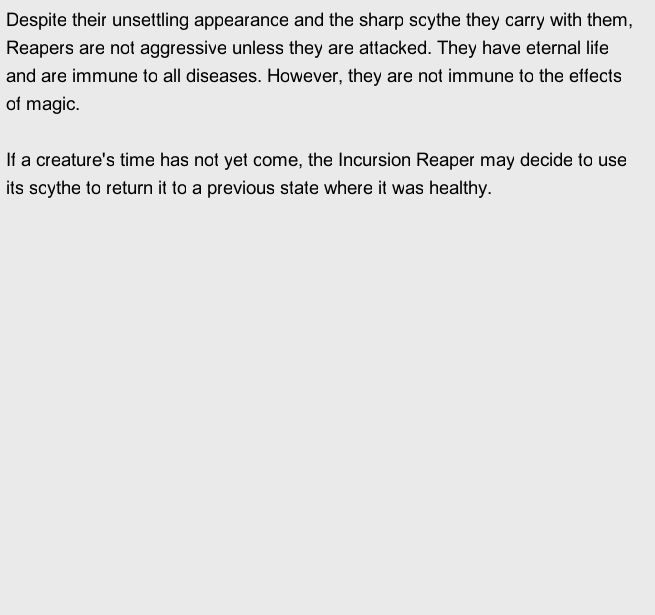 Despite their unsettling appearance and the sharp scythe they carry with them,
Reapers are not aggressive unless they are attacked. They have eternal life
and are immune to all diseases. However, they are not immune to the effects
of magic.

If a creature's time has not yet come, the Incursion Reaper may decide to use
its scythe to return it to a previous state where it was healthy.